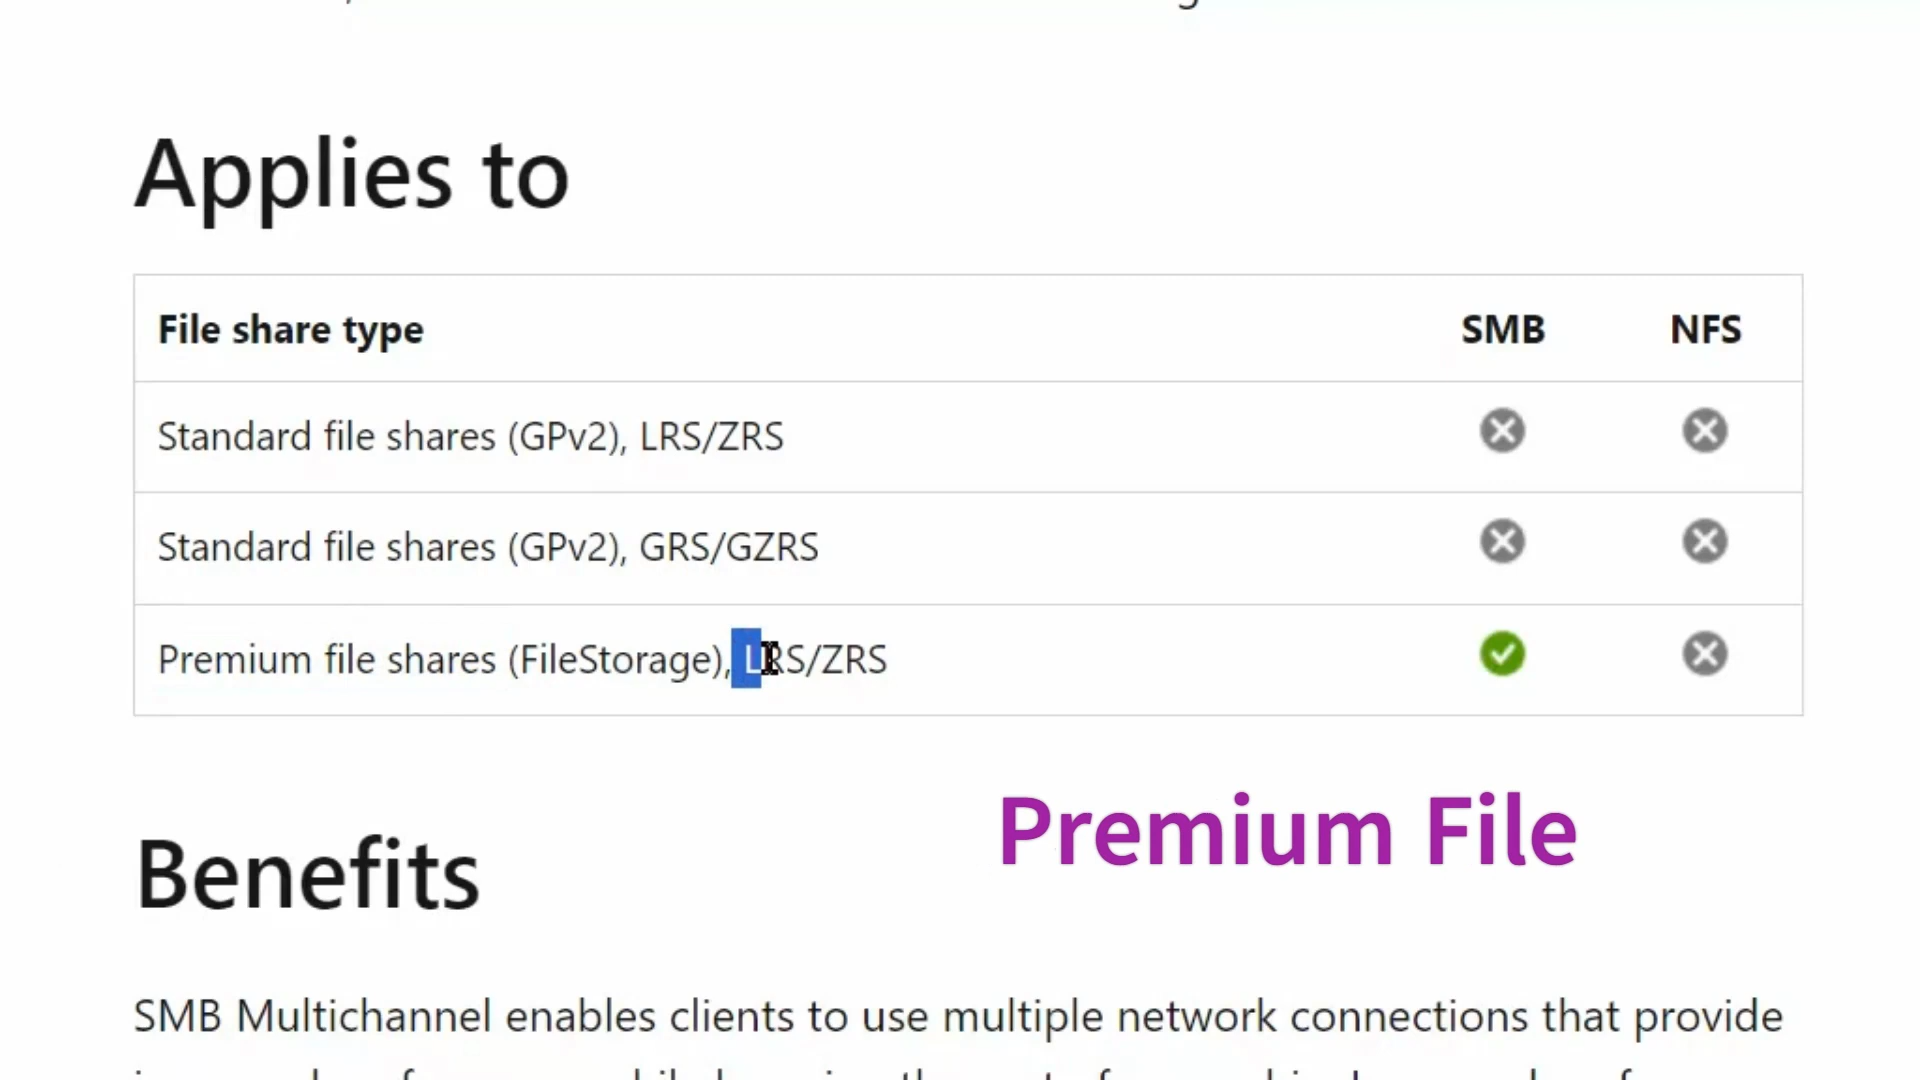 Applies to
File share type SMB NFS
Standard file shares (GPv2), LRS/ZRS
Standard file shares (GPv2), GRS/GZRS
Premium file shares (FileStorage), LRS/ZRS
Premium File
Benefits
SMB Multichannel enables clients to use multiple network connections that provide